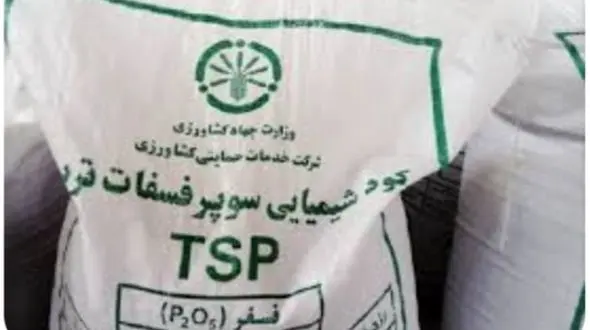 وزارت جهاد کشاورزی
شرکت خدمات حمایتی کشاورزی
کود شیمیایی سوپر فسفات
TSP
فسفر (P₂O₅)